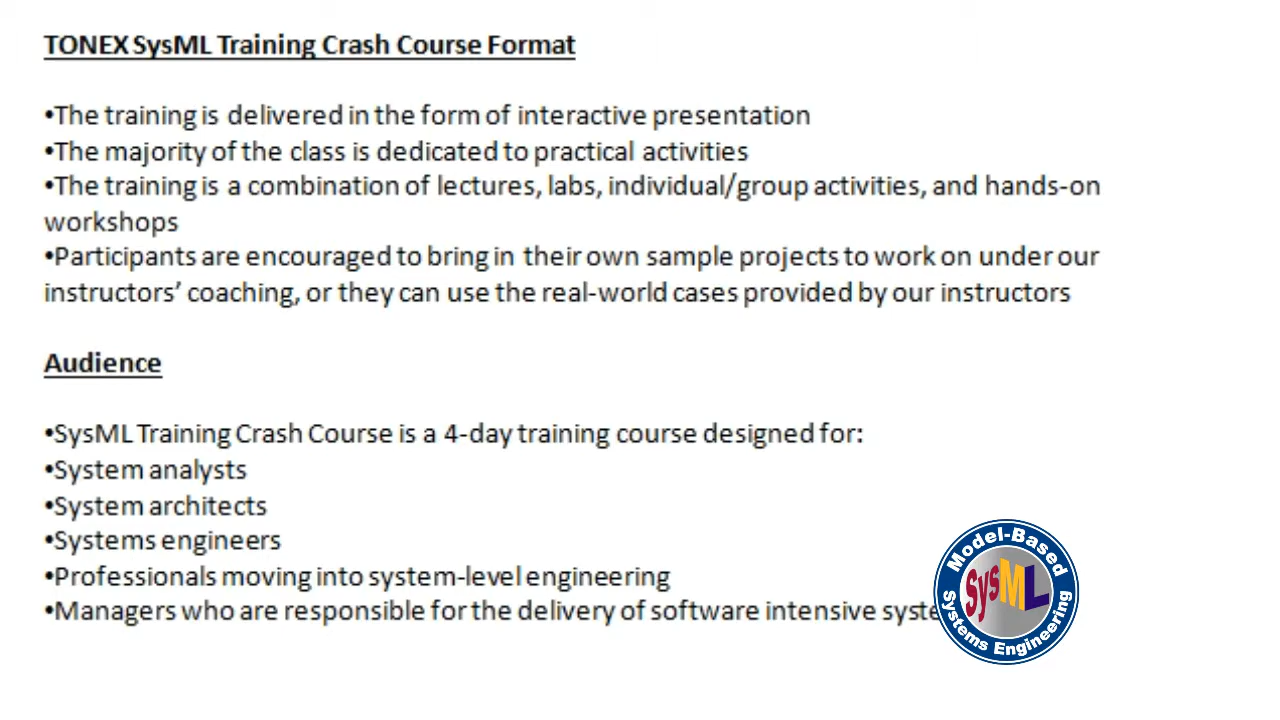 TONEX SysML Training Crash Course Format
•The training is delivered in the form of interactive presentation
•The majority of the class is dedicated to practical activities
•The training is a combination of lectures, labs, individual/group activities, and hands-on
workshops
•Participants are encouraged to bring in their own sample projects to work on under our
instructors’ coaching, or they can use the real-world cases provided by our instructors
Audience
•SysML Training Crash Course is a 4-day training course designed for:
•System analysts
•System architects
•Systems engineers
•Professionals moving into system-level engineering
•Managers who are responsible for the delivery of software intensive
Model-Based
SysML
Systems Engineering